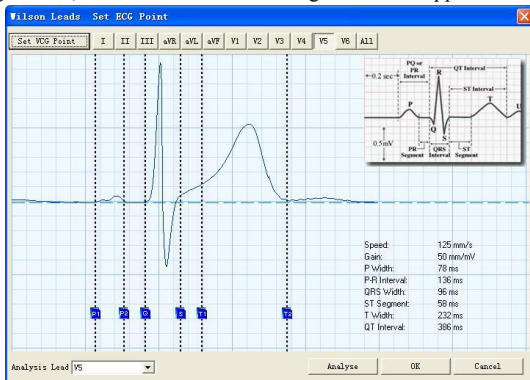 Wilson Leads Set ECG Point
Set VCG Point I II III aVR aVL aVF V1 V2 V3 V4 V5 V6 All
PQ or
PR
Interval
0.2 sec
QT Interval
R
ST Interval
P
T
U
Q
S
0.5mV
PR
Segment
QRS
Interval
ST
Segment
Speed: 125 mm/s
Gain: 50 mm/mV
P Width: 78 ms
P-R Interval: 136 ms
QRS Width: 96 ms
ST Segment: 58 ms
T Width: 232 ms
QT Interval: 386 ms
P1 P2 Q S T1 T2
Analysis Lead V5 Analyse OK Cancel